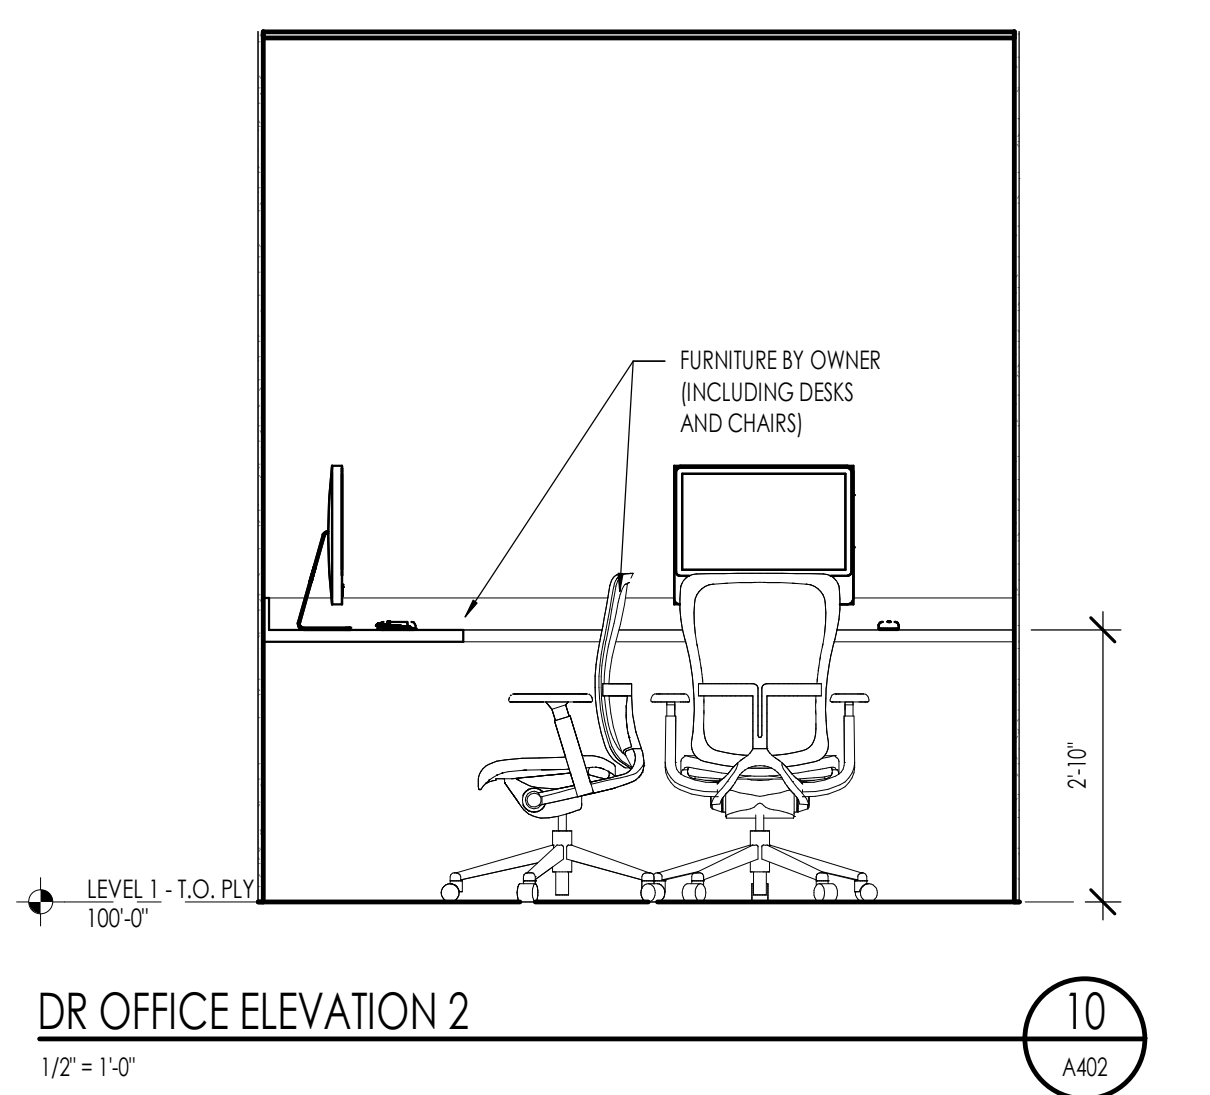 FURNITURE BY OWNER
(INCLUDING DESKS
AND CHAIRS)
2'-10"
LEVEL 1 - T.O. PLY
100'-0"
DR OFFICE ELEVATION 2
10
1/2" = 1'-0"
A402